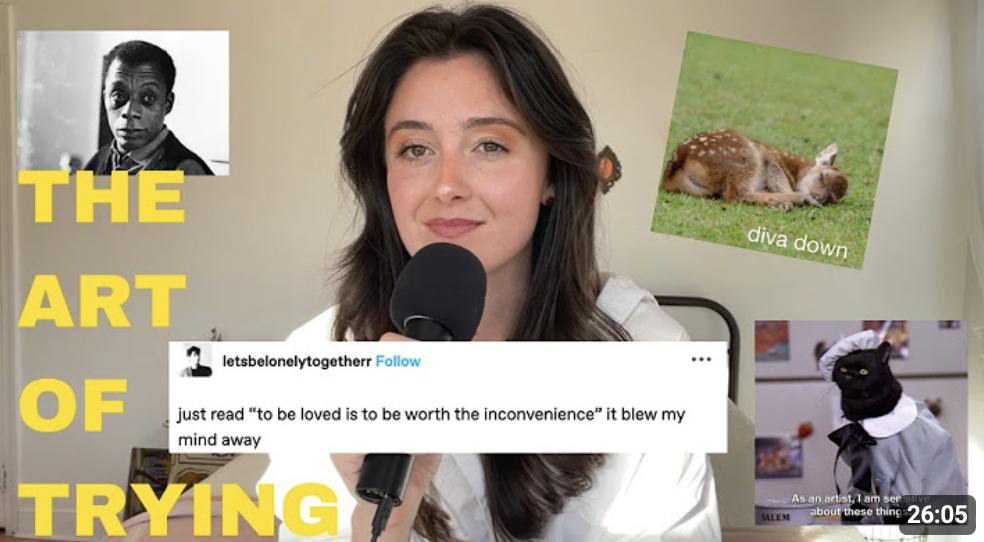 THE
ART
OF
TRYING
letsbelonelytogetherr Follow
just read “to be loved is to be worth the inconvenience” it blew my
mind away
diva down
As an artist, I am sensitive
about these things
SALEM
26:05